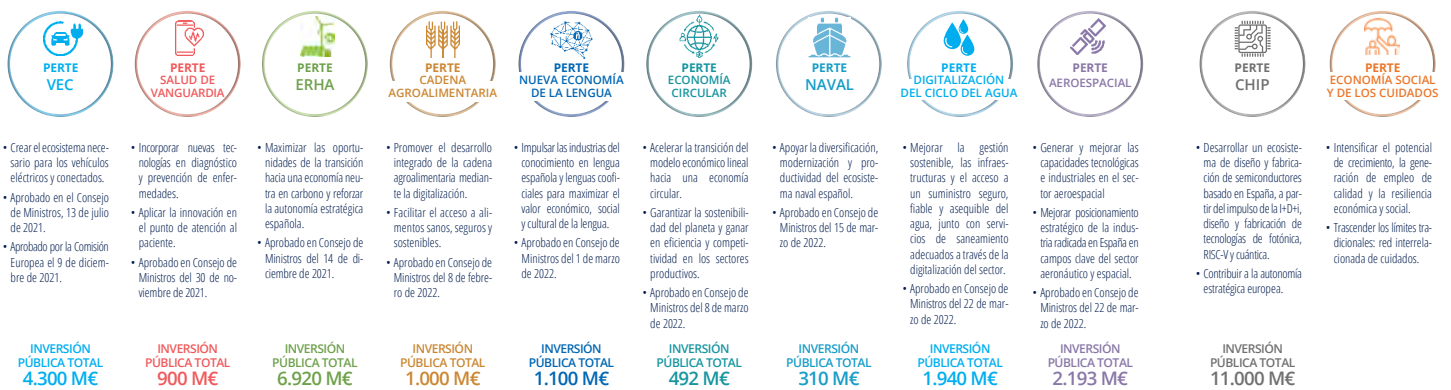 PERTE
VEC
• Crear el ecosistema nece-
sario para los vehículos
eléctricos y conectados.
• Aprobado en el Consejo
de Ministros, 13 de julio
de 2021.
• Aprobado por la Comisión
Europea el 9 de diciem-
bre de 2021.
INVERSIÓN
PÚBLICA TOTAL
4.300 M€
PERTE
SALUD DE
VANGUARDIA
• Incorporar nuevas tec-
nologías en diagnóstico
y prevención de enfer-
medades.
• Aplicar la innovación en
el punto de atención al
paciente.
• Aprobado en Consejo de
Ministros del 30 de no-
viembre de 2021.
INVERSIÓN
PÚBLICA TOTAL
900 M€
PERTE
ERHA
• Maximizar las oportu-
nidades de la transición
hacia una economía neu-
tra en carbono y reforzar
la autonomía estratégica
española.
• Aprobado en Consejo de
Ministros del 14 de di-
ciembre de 2021.
INVERSIÓN
PÚBLICA TOTAL
6.920 M€
PERTE
CADENA
AGROALIMENTARIA
• Promover el desarrollo
integrado de la cadena
agroalimentaria median-
te la digitalización.
• Facilitar el acceso a ali-
mentos sanos, seguros y
sostenibles.
• Aprobado en Consejo de
Ministros del 8 de febre-
ro de 2022.
INVERSIÓN
PÚBLICA TOTAL
1.000 M€
PERTE
NUEVA ECONOMÍA
DE LA LENGUA
• Impulsar las industrias del
conocimiento en lengua
española y lenguas coofi-
ciales para maximizar el
valor económico, social
y cultural de la lengua.
• Aprobado en Consejo de
Ministros del 1 de marzo
de 2022.
INVERSIÓN
PÚBLICA TOTAL
1.100 M€
PERTE
ECONOMÍA
CIRCULAR
• Acelerar la transición del
modelo económico lineal
hacia una economía
circular.
• Garantizar la sostenibili-
dad del planeta y ganar
en eficiencia y competi-
tividad en los sectores
productivos.
• Aprobado en Consejo de
Ministros del 8 de marzo
de 2022.
INVERSIÓN
PÚBLICA TOTAL
492 M€
PERTE
NAVAL
• Apoyar la diversificación,
modernización y pro-
ductividad del ecosiste-
ma naval español.
• Aprobado en Consejo de
Ministros del 15 de mar-
zo de 2022.
INVERSIÓN
PÚBLICA TOTAL
310 M€
PERTE
DIGITALIZACIÓN
DEL CICLO DEL AGUA
• Mejorar la gestión
sostenible, las infraes-
tructuras y el acceso a
un suministro seguro,
fiable y asequible del
agua, junto con servi-
cios de saneamiento
adecuados a través de la
digitalización del sector.
• Aprobado en Consejo de
Ministros del 22 de mar-
zo de 2022.
INVERSIÓN
PÚBLICA TOTAL
1.940 M€
PERTE
AEROESPACIAL
• Generar y mejorar las
capacidades tecnológicas
e industriales en el sec-
tor aeroespacial
• Mejorar posicionamiento
estratégico de la indus-
tria radicada en España en
campos clave del sector
aeronáutico y espacial.
• Aprobado en Consejo de
Ministros del 22 de mar-
zo de 2022.
INVERSIÓN
PÚBLICA TOTAL
2.193 M€
PERTE
CHIP
• Desarrollar un ecosiste-
ma de diseño y fabrica-
ción de semiconductores
basado en España, a par-
tir del impulso de la I+D+i,
diseño y fabricación de
tecnologías de fotónica,
RISC-V y cuántica.
• Contribuir a la autonomía
estratégica europea.
INVERSIÓN
PÚBLICA TOTAL
11.000 M€
PERTE
ECONOMÍA SOCIAL
Y DE LOS CUIDADOS
• Intensificar el potencial
de crecimiento, la gene-
ración de empleo de
calidad y la resiliencia
económica y social.
• Trascender los límites tra-
dicionales: red interrela-
cionada de cuidados.